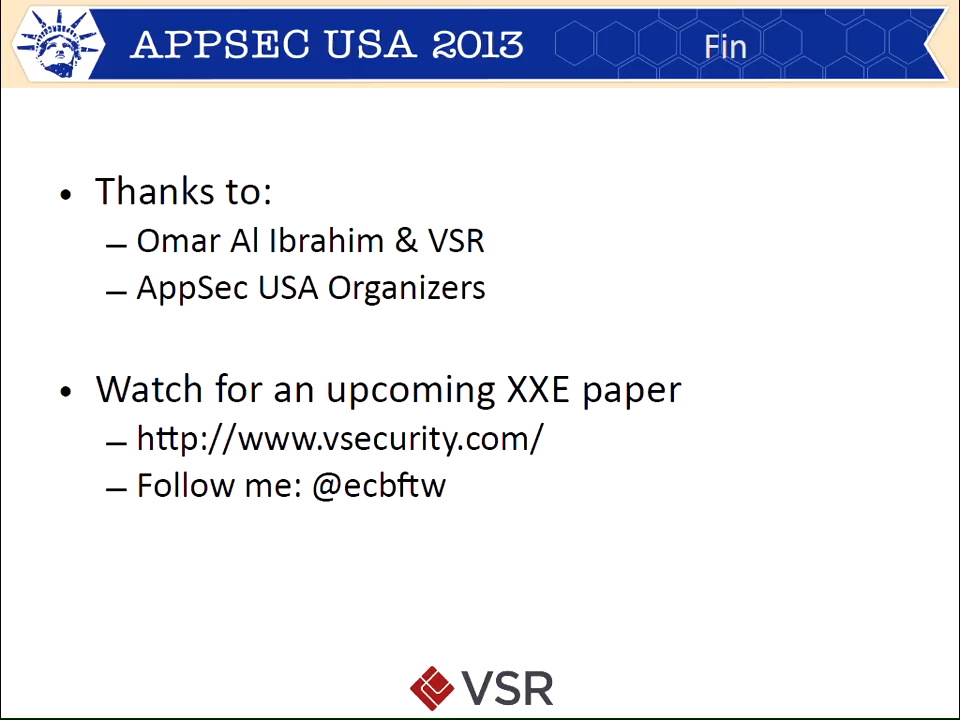 APPSEC USA 2013
Fin
• Thanks to:
– Omar Al Ibrahim & VSR
– AppSec USA Organizers
• Watch for an upcoming XXE paper
– http://www.vsecurity.com/
– Follow me: @ecbftw
VSR